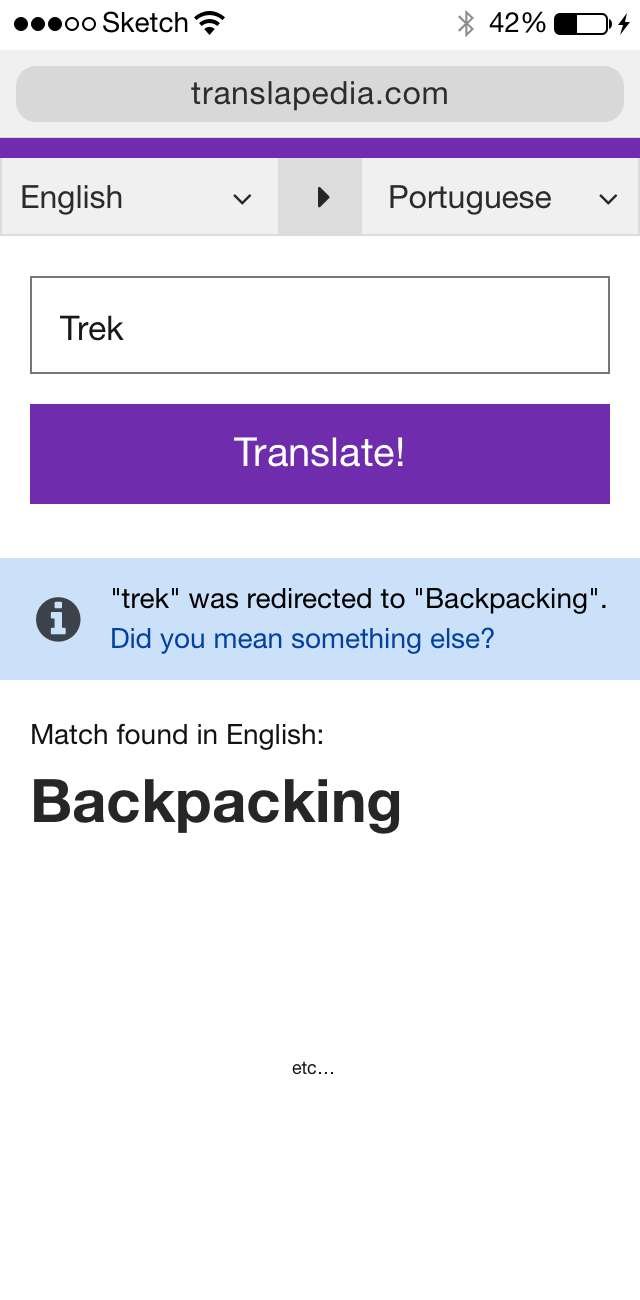 Sketch 42%
translapedia.com
English Portuguese
Trek
Translate!
"trek" was redirected to "Backpacking".
Did you mean something else?
Match found in English:
Backpacking
etc...